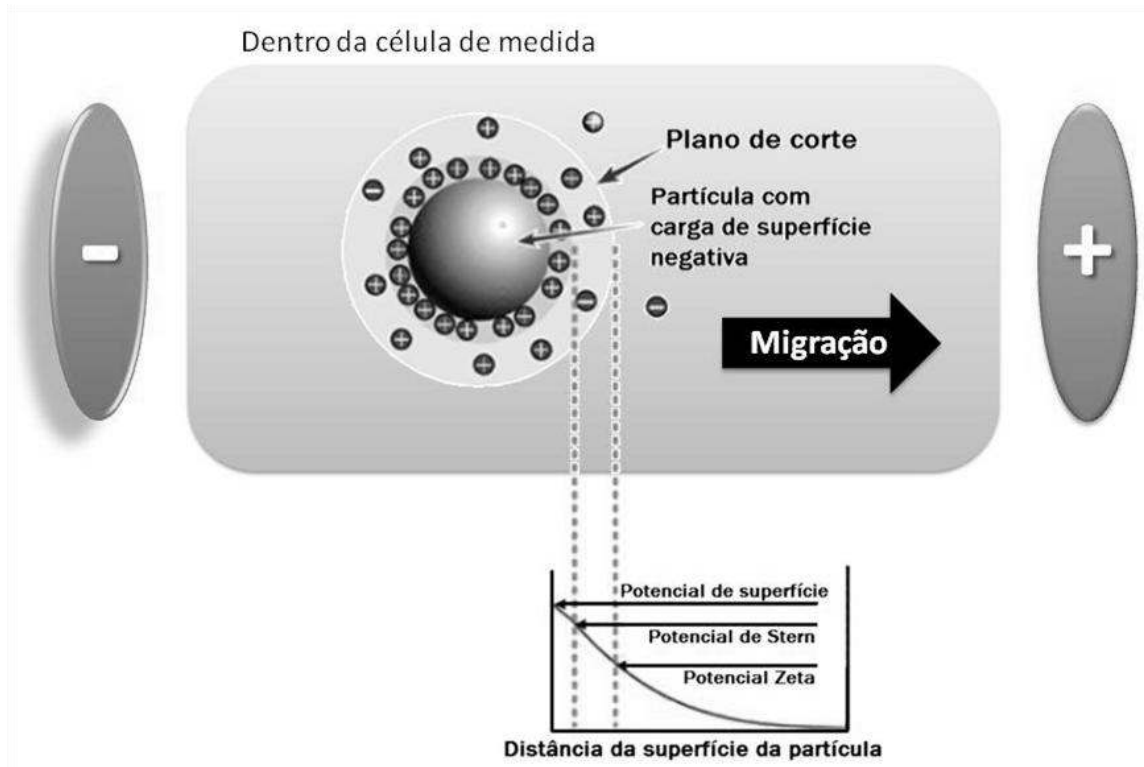 Dentro da célula de medida
Plano de corte
Partícula com
carga de superfície
negativa
Migração
Potencial de superfície
Potencial de Stern
Potencial Zeta
Distância da superfície da partícula